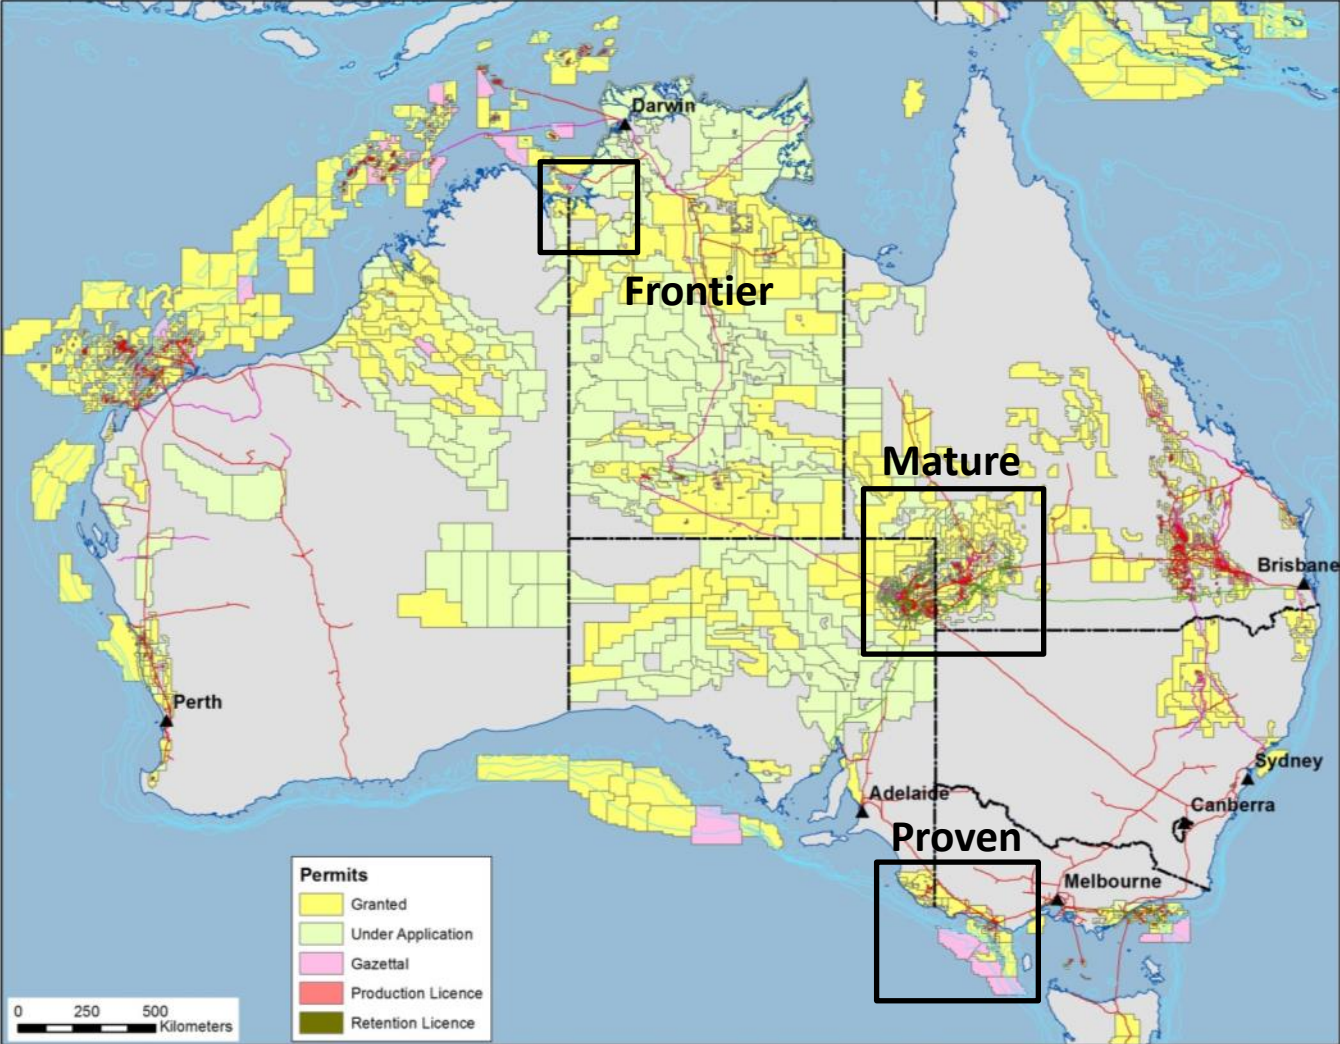 Darwin
Frontier
Mature
Brisbane
Perth
Sydney
Adelaide
Canberra
Proven
Melbourne
Permits
Granted
Under Application
Gazettal
Production Licence
Retention Licence
0 250 500
Kilometers